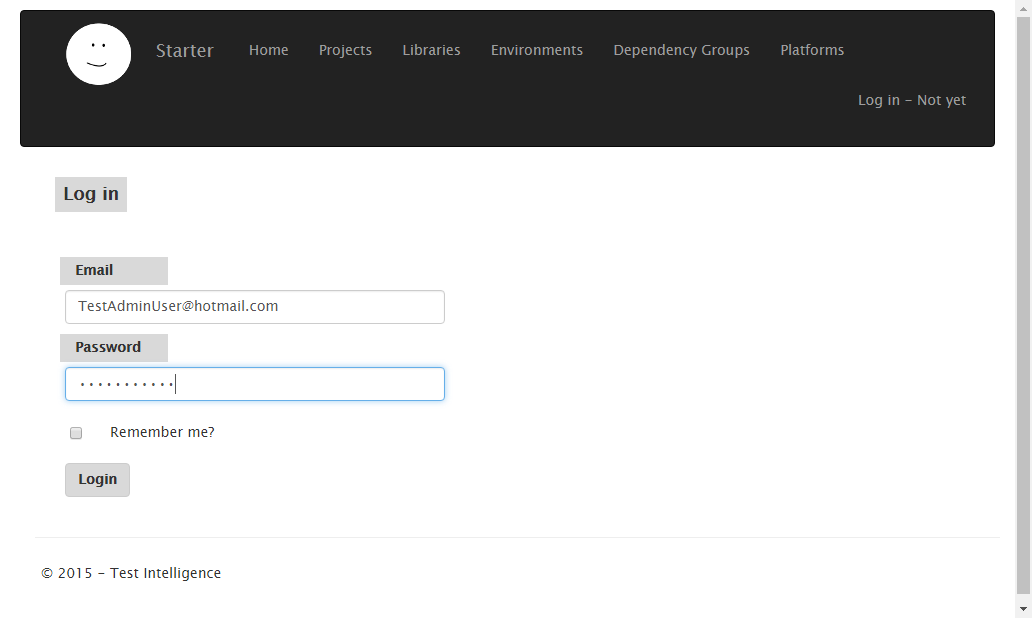 Starter Home Projects Libraries Environments Dependency Groups Platforms
Log in - Not yet
Log in
Email
TestAdminUser@hotmail.com
Password
•••••••••••
Remember me?
Login
© 2015 - Test Intelligence